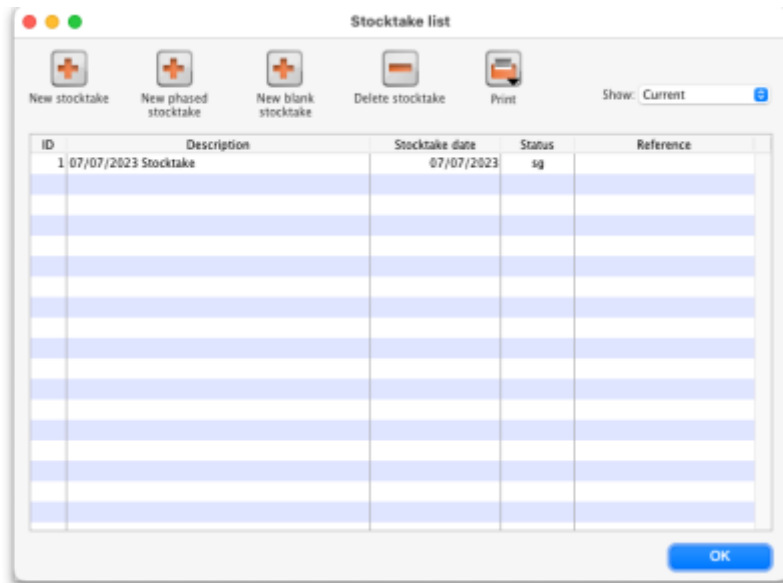 Stocktake list
New stocktake
New phased
stocktake
New blank
stocktake
Delete stocktake
Print
Show: Current
ID Description Stocktake date Status Reference
1 07/07/2023 Stocktake 07/07/2023 sg
OK